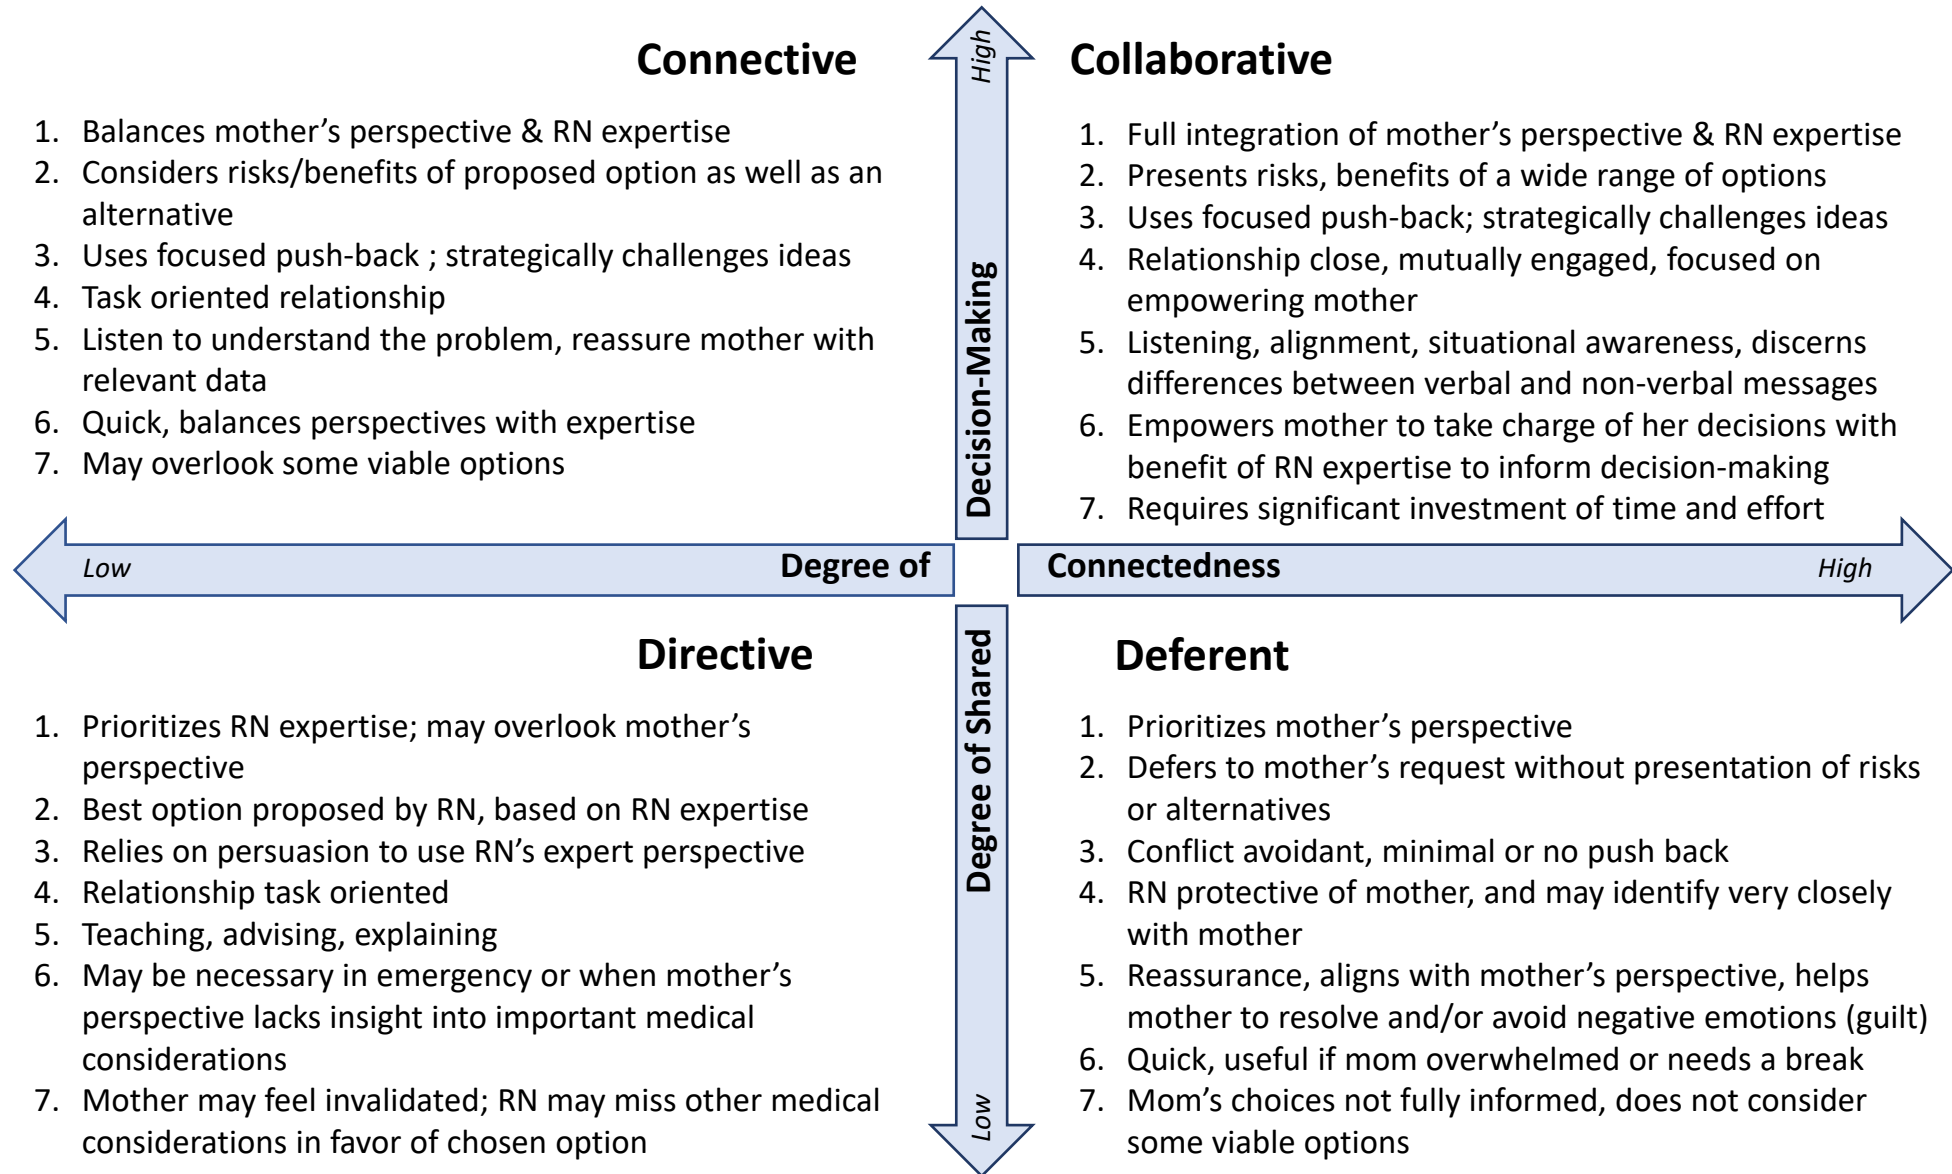 Connective
1. Balances mother's perspective & RN expertise
2. Considers risks/benefits of proposed option as well as an
alternative
3. Uses focused push-back ; strategically challenges ideas
4. Task oriented relationship
5. Listen to understand the problem, reassure mother with
relevant data
6. Quick, balances perspectives with expertise
7. May overlook some viable options
High
Decision-Making
Collaborative
1. Full integration of mother's perspective & RN expertise
2. Presents risks, benefits of a wide range of options
3. Uses focused push-back; strategically challenges ideas
4. Relationship close, mutually engaged, focused on
empowering mother
5. Listening, alignment, situational awareness, discerns
differences between verbal and non-verbal messages
6. Empowers mother to take charge of her decisions with
benefit of RN expertise to inform decision-making
7. Requires significant investment of time and effort
Low Degree of Connectedness High
Directive
1. Prioritizes RN expertise; may overlook mother's
perspective
2. Best option proposed by RN, based on RN expertise
3. Relies on persuasion to use RN's expert perspective
4. Relationship task oriented
5. Teaching, advising, explaining
6. May be necessary in emergency or when mother's
perspective lacks insight into important medical
considerations
7. Mother may feel invalidated; RN may miss other medical
considerations in favor of chosen option
Degree of Shared
Low
Deferent
1. Prioritizes mother's perspective
2. Defers to mother's request without presentation of risks
or alternatives
3. Conflict avoidant, minimal or no push back
4. RN protective of mother, and may identify very closely
with mother
5. Reassurance, aligns with mother's perspective, helps
mother to resolve and/or avoid negative emotions (guilt)
6. Quick, useful if mom overwhelmed or needs a break
7. Mom's choices not fully informed, does not consider
some viable options